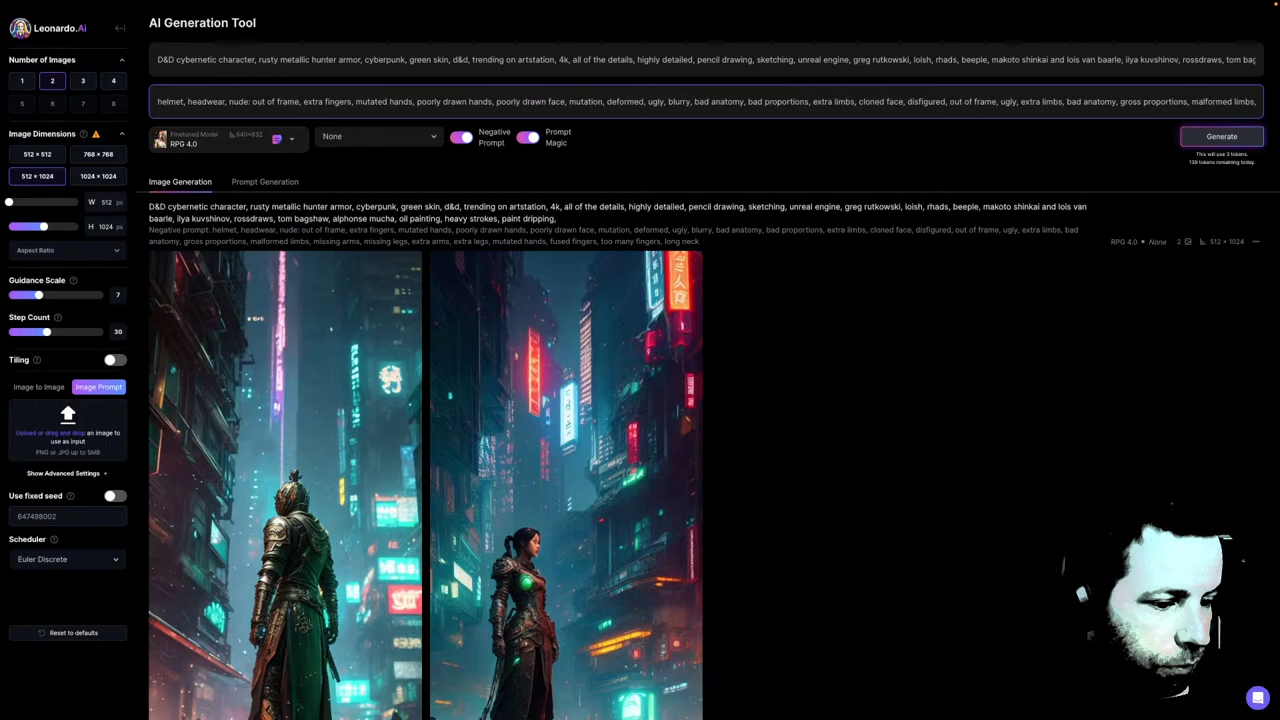 Leonardo.Ai
AI Generation Tool
Number of Images
1 2 3 4
5 6 7 8
Image Dimensions
512 × 512 768 × 768
512 × 1024 1024 × 1024
W 512 px
H 1024 px
Aspect Ratio
Guidance Scale
7
Step Count
30
Tiling
Image to Image Image Prompt
Upload or drag and drop an image to
use as input
PNG or JPG up to 5MB
Show Advanced Settings
Use fixed seed
647498002
Scheduler
Euler Discrete
Reset to defaults
D&D cybernetic character, rusty metallic hunter armor, cyberpunk, green skin, d&d, trending on artstation, 4k, all of the details, highly detailed, pencil drawing, sketching, unreal engine, greg rutkowski, loish, rhads, beeple, makoto shinkai and lois van baarle, ilya kuvshinov, rossdraws, tom bag
helmet, headwear, nude: out of frame, extra fingers, mutated hands, poorly drawn hands, poorly drawn face, mutation, deformed, ugly, blurry, bad anatomy, bad proportions, extra limbs, cloned face, disfigured, out of frame, ugly, extra limbs, bad anatomy, gross proportions, malformed limbs,
Finetuned Model 640×832
RPG 4.0
None
Negative
Prompt
Prompt
Magic
Generate
This will use 3 tokens.
139 tokens remaining today.
Image Generation Prompt Generation
D&D cybernetic character, rusty metallic hunter armor, cyberpunk, green skin, d&d, trending on artstation, 4k, all of the details, highly detailed, pencil drawing, sketching, unreal engine, greg rutkowski, loish, rhads, beeple, makoto shinkai and lois van
baarle, ilya kuvshinov, rossdraws, tom bagshaw, alphonse mucha, oil painting, heavy strokes, paint dripping,
Negative prompt: helmet, headwear, nude: out of frame, extra fingers, mutated hands, poorly drawn hands, poorly drawn face, mutation, deformed, ugly, blurry, bad anatomy, bad proportions, extra limbs, cloned face, disfigured, out of frame, ugly, extra limbs, bad
anatomy, gross proportions, malformed limbs, missing arms, missing legs, extra arms, extra legs, mutated hands, fused fingers, too many fingers, long neck
RPG 4.0 • None 2 512 × 1024